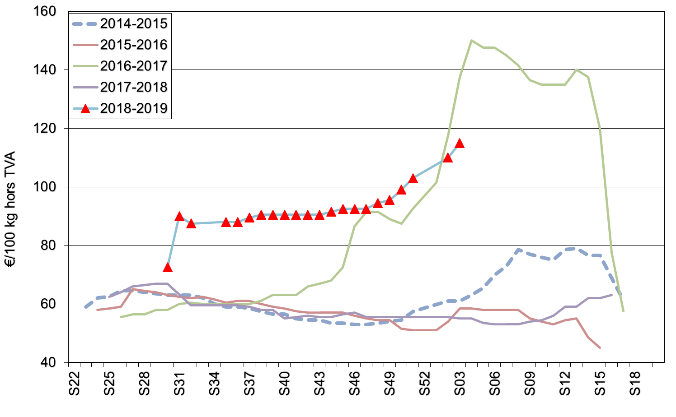 160
140
120
100
80
60
40
€/100 kg hors TVA
2014-2015
2015-2016
2016-2017
2017-2018
2018-2019
S22
S25
S28
S31
S34
S37
S40
S43
S46
S49
S52
S03
S06
S09
S12
S15
S18